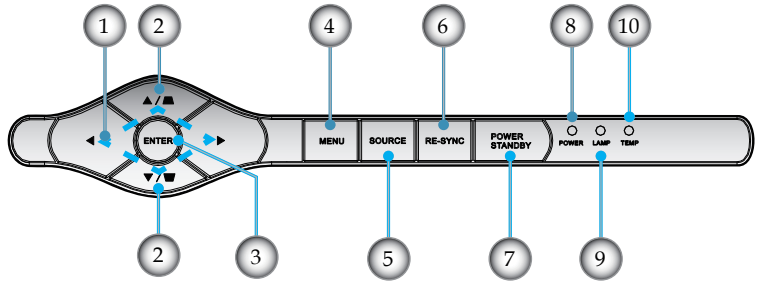 1 2 4 6 8 10
▲/
◀ ENTER ▶ MENU SOURCE RE-SYNC POWER STANDBY POWER LAMP TEMP
▼/
2 3 5 7 9